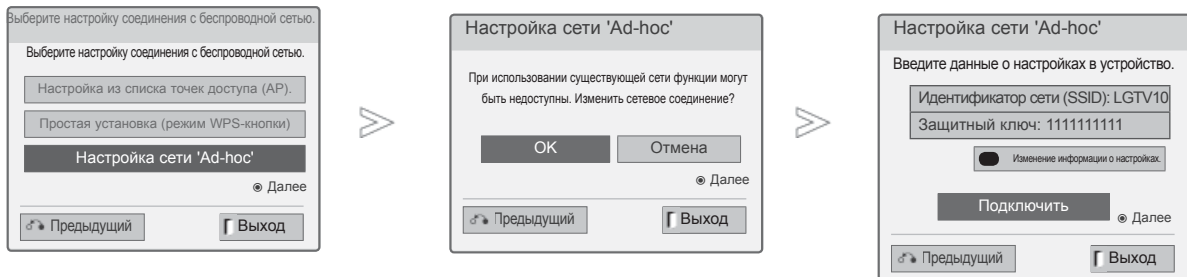 Выберите настройку соединения с беспроводной сетью.
Выберите настройку соединения с беспроводной сетью.
Настройка из списка точек доступа (AP).
Простая установка (режим WPS-кнопки)
Настройка сети 'Ad-hoc'
Далее
Предыдущий
Выход
Настройка сети 'Ad-hoc'
При использовании существующей сети функции могут
быть недоступны. Изменить сетевое соединение?
OK
Отмена
Далее
Предыдущий
Выход
Настройка сети 'Ad-hoc'
Введите данные о настройках в устройство.
Идентификатор сети (SSID): LGTV10
Защитный ключ: 1111111111
Изменение информации о настройках.
Подключить
Далее
Предыдущий
Выход